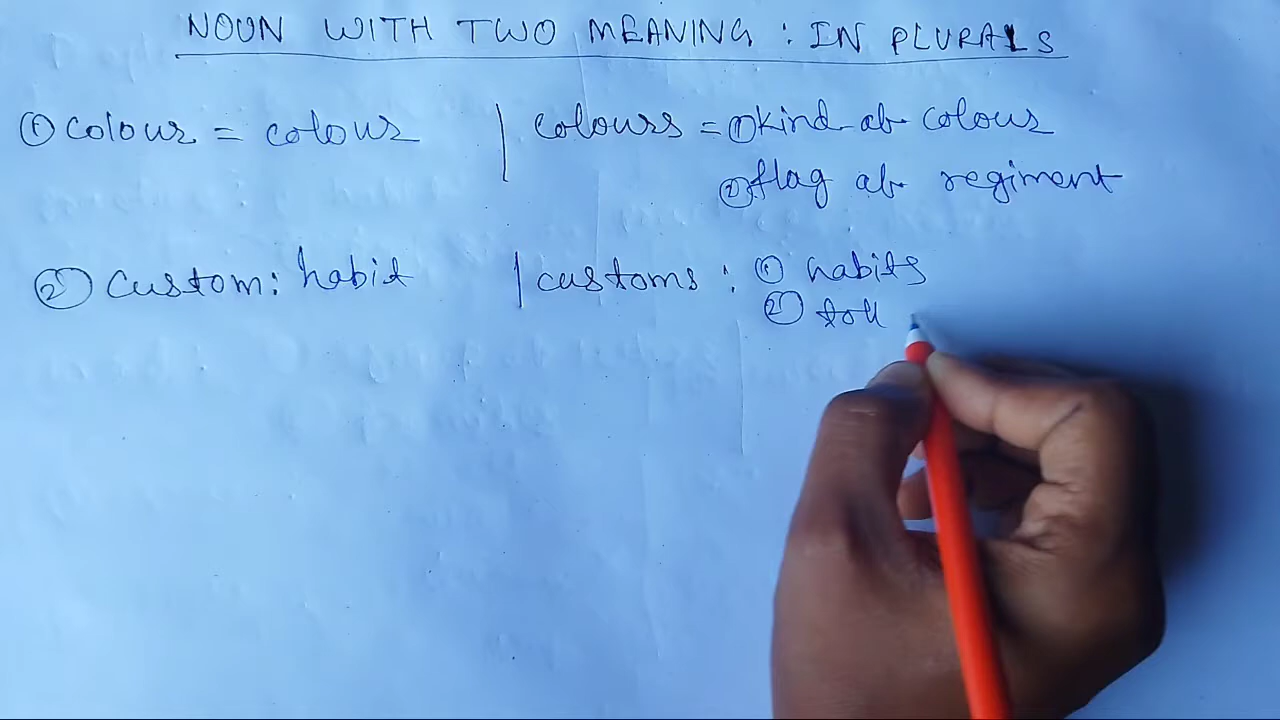 NOUN WITH TWO MEANING : IN PLURALS
① colour = colour | colours = ① kind of colour
② flag of regiment
② Custom : habit | customs : ① habits
② toll